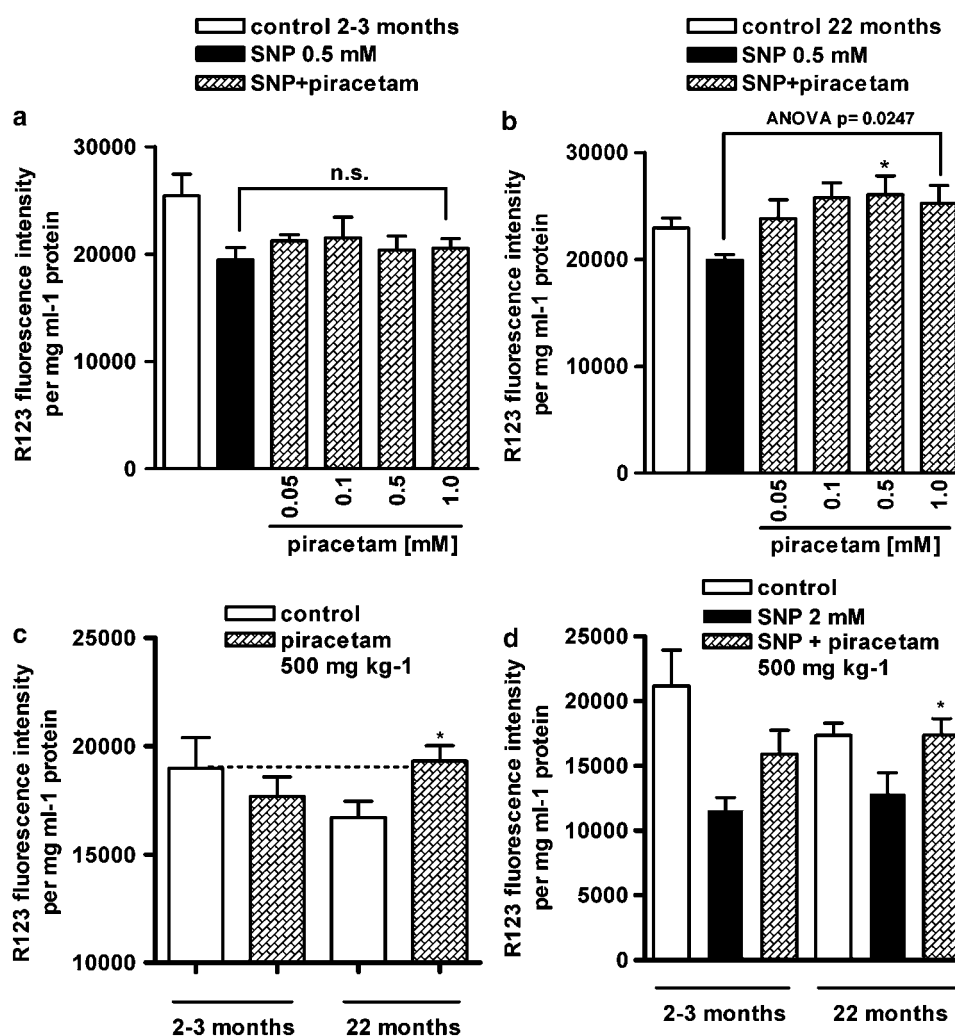 control 2-3 months
SNP 0.5 mM
SNP+piracetam
a
R123 fluorescence intensity
per mg ml-1 protein
30000
20000
10000
0
n.s.
0.05
0.1
0.5
1.0
piracetam [mM]
control 22 months
SNP 0.5 mM
SNP+piracetam
b
ANOVA p= 0.0247
R123 fluorescence intensity
per mg ml-1 protein
30000
20000
10000
0
*
0.05
0.1
0.5
1.0
piracetam [mM]
c
control
piracetam
500 mg kg-1
R123 fluorescence intensity
per mg ml-1 protein
25000
20000
15000
10000
*
2-3 months
22 months
d
control
SNP 2 mM
SNP + piracetam
500 mg kg-1
R123 fluorescence intensity
per mg ml-1 protein
25000
20000
15000
10000
5000
0
*
2-3 months
22 months